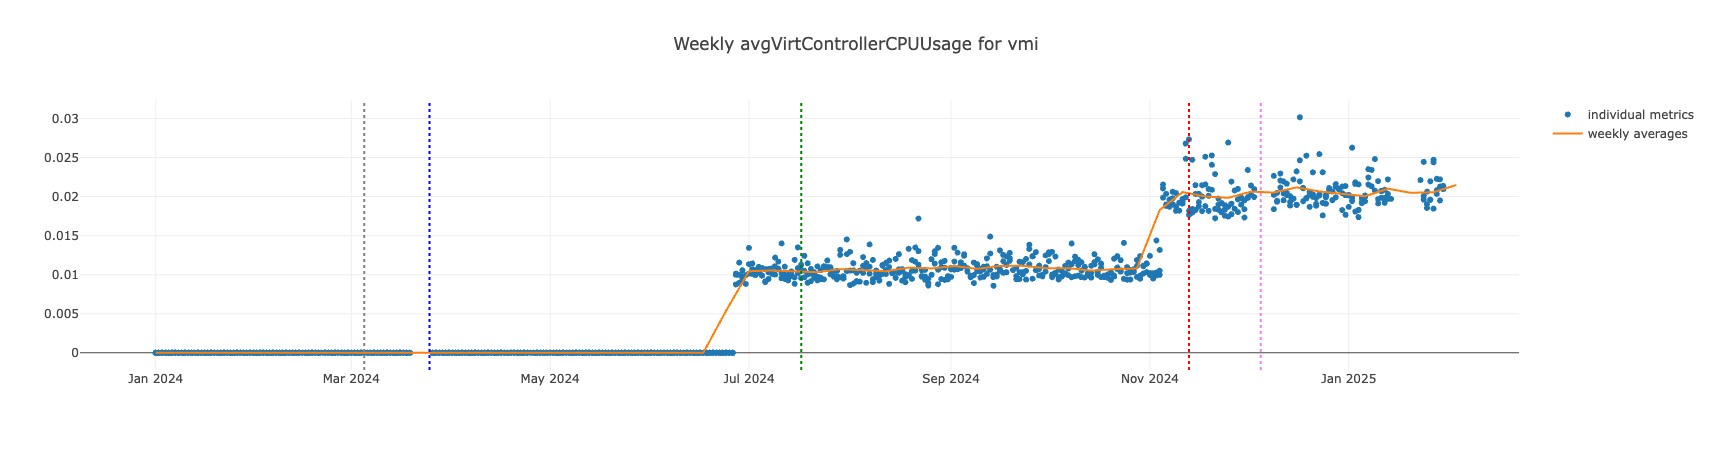 Weekly avgVirtControllerCPUUsage for vmi
individual metrics
weekly averages
0.03
0.025
0.02
0.015
0.01
0.005
0
Jan 2024
Mar 2024
May 2024
Jul 2024
Sep 2024
Nov 2024
Jan 2025